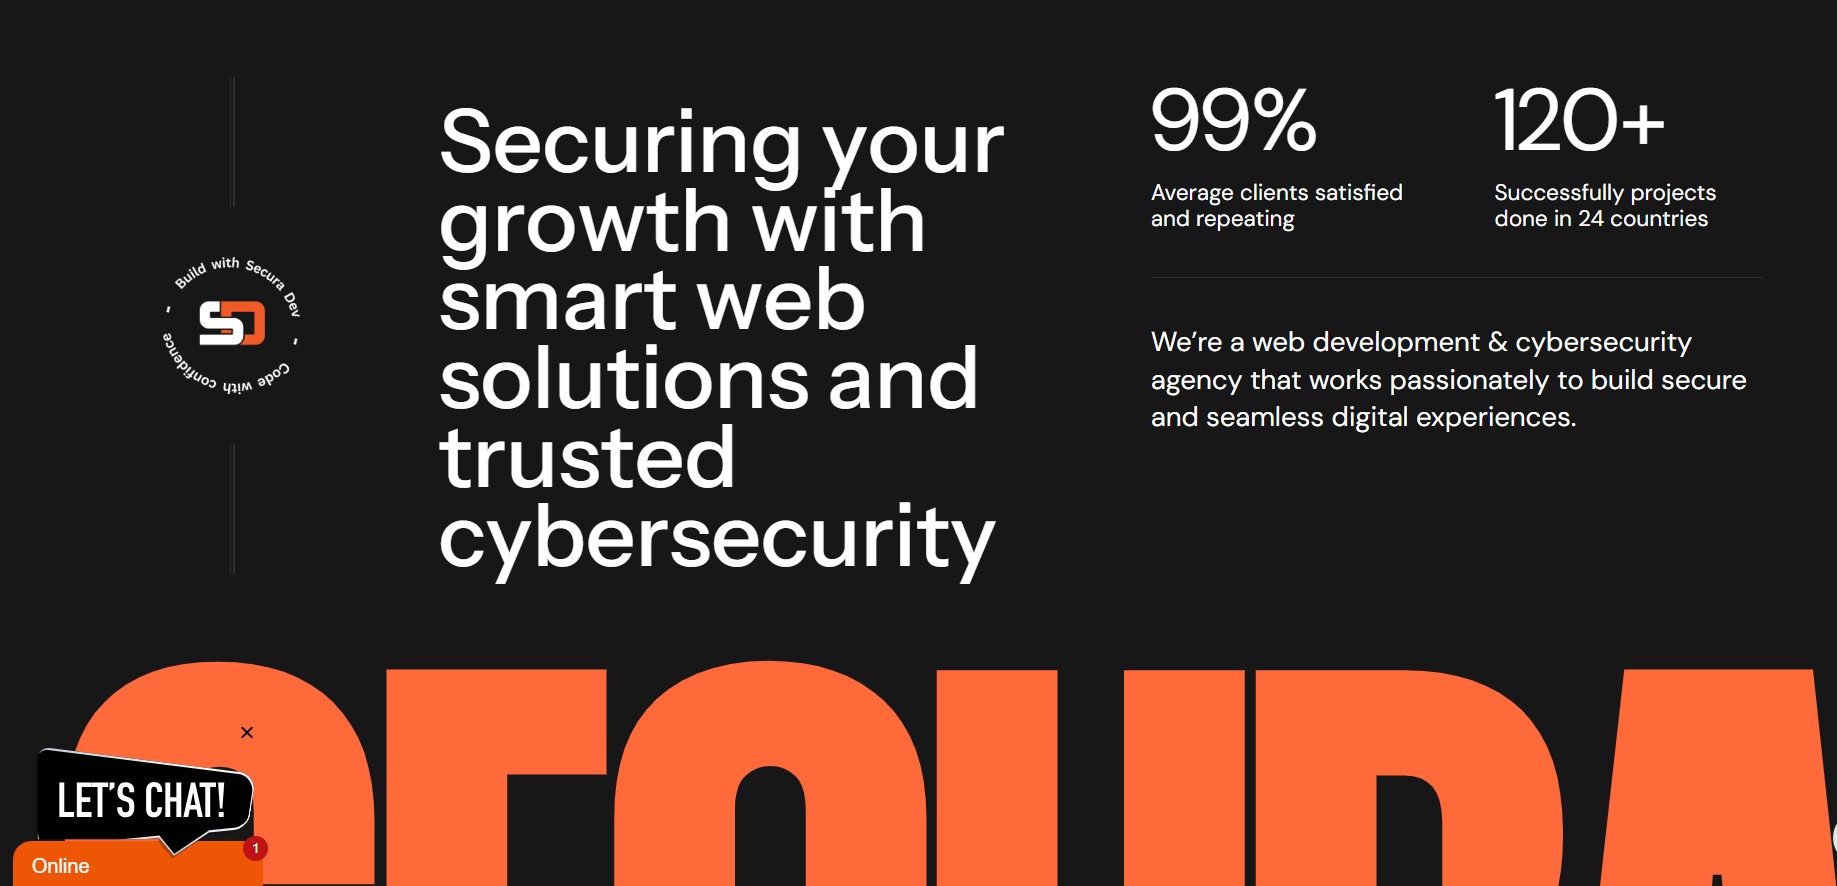 Build with Secura Dev - Code with confidence -
SD
Securing your
growth with
smart web
solutions and
trusted
cybersecurity
99%
Average clients satisfied
and repeating
120+
Successfully projects
done in 24 countries
We’re a web development & cybersecurity
agency that works passionately to build secure
and seamless digital experiences.
SECURA
×
LET'S CHAT!
1
Online